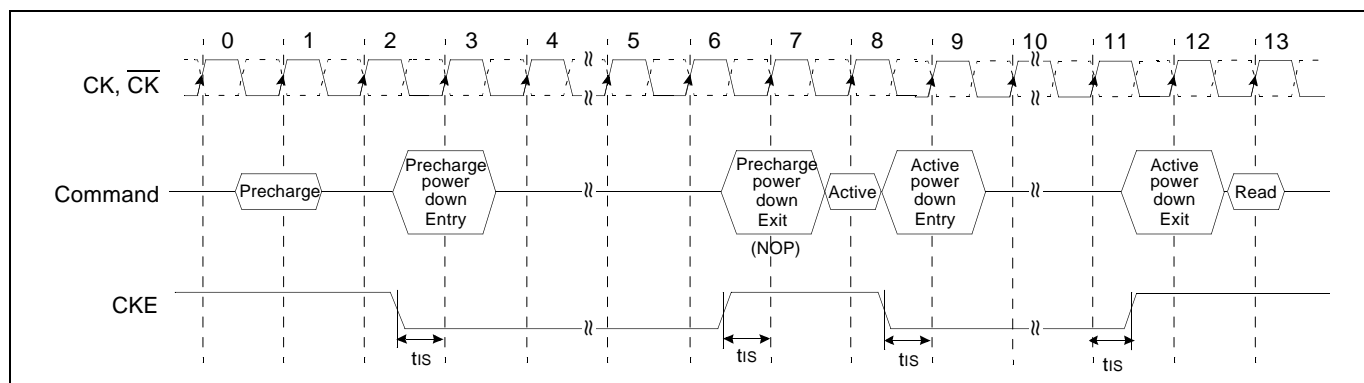 0 1 2 3 4 5 6 7 8 9 10 11 12 13
CK, CK
Command
Precharge
Precharge
power
down
Entry
Precharge
power
down
Exit
(NOP)
Active
Active
power
down
Entry
Active
power
down
Exit
Read
CKE
tIS
tIS
tIS
tIS